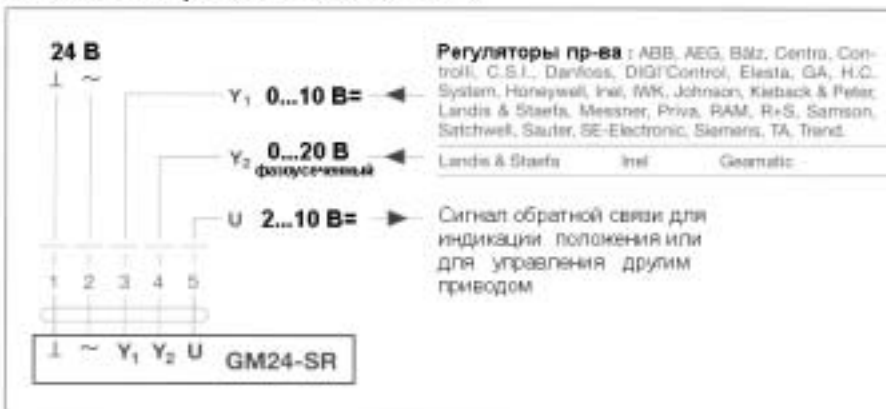 24 В
⊥ ~
Y₁ 0...10 В=
Y₂ 0...20 В
фазоусеченный
U 2...10 В=
Регуляторы пр-ва : ABB, AEG, Bälz, Centra, Con-
trolli, C.S.I., Danfoss, DIGI'Control, Elesta, GA, H.C.
System, Honeywell, Inel, IWK, Johnson, Kieback & Peter,
Landis & Staefa, Messner, Priva, RAM, R+S, Samson,
Satchwell, Sauter, SE-Electronic, Siemens, TA, Trend.
Landis & Staefa Inel Geamatic
Сигнал обратной связи для
индикации положения или
для управления другим
приводом
1 2 3 4 5
⊥ ~ Y₁ Y₂ U
GM24-SR